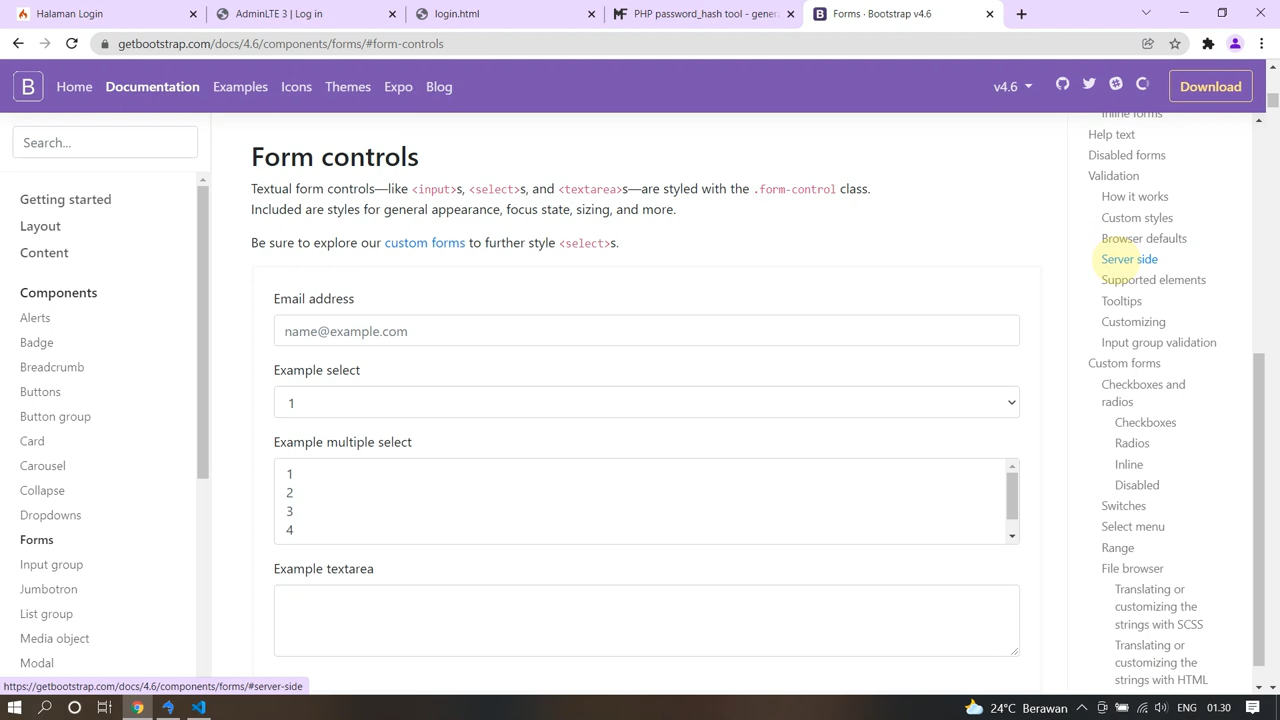 Halaman Login
AdminLTE 3 | Log in
login.html
PHP password_hash tool - gener
Forms · Bootstrap v4.6
getbootstrap.com/docs/4.6/components/forms/#form-controls
B
Home
Documentation
Examples
Icons
Themes
Expo
Blog
v4.6
Download
Search...
Getting started
Layout
Content
Components
Alerts
Badge
Breadcrumb
Buttons
Button group
Card
Carousel
Collapse
Dropdowns
Forms
Input group
Jumbotron
List group
Media object
Modal
Form controls
Textual form controls—like <input>s, <select>s, and <textarea>s—are styled with the .form-control class.
Included are styles for general appearance, focus state, sizing, and more.
Be sure to explore our custom forms to further style <select>s.
Email address
name@example.com
Example select
1
Example multiple select
1
2
3
4
Example textarea
Inline forms
Help text
Disabled forms
Validation
How it works
Custom styles
Browser defaults
Server side
Supported elements
Tooltips
Customizing
Input group validation
Custom forms
Checkboxes and
radios
Checkboxes
Radios
Inline
Disabled
Switches
Select menu
Range
File browser
Translating or
customizing the
strings with SCSS
Translating or
customizing the
strings with HTML
https://getbootstrap.com/docs/4.6/components/forms/#server-side
24°C Berawan
ENG
01.30